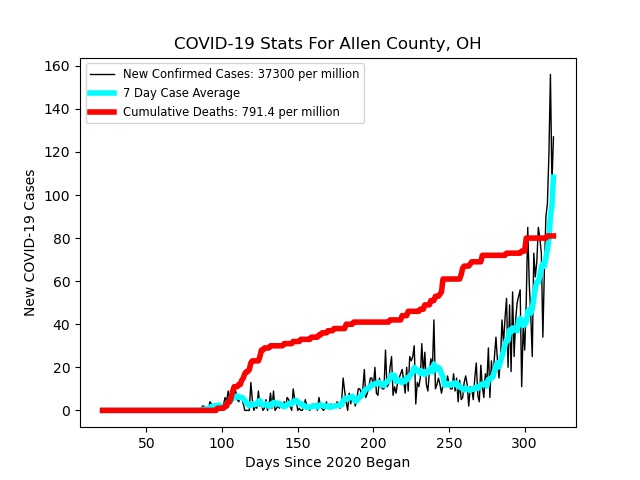 COVID-19 Stats For Allen County, OH
New Confirmed Cases: 37300 per million
7 Day Case Average
Cumulative Deaths: 791.4 per million
New COVID-19 Cases
160
140
120
100
80
60
40
20
0
50
100
150
200
250
300
Days Since 2020 Began